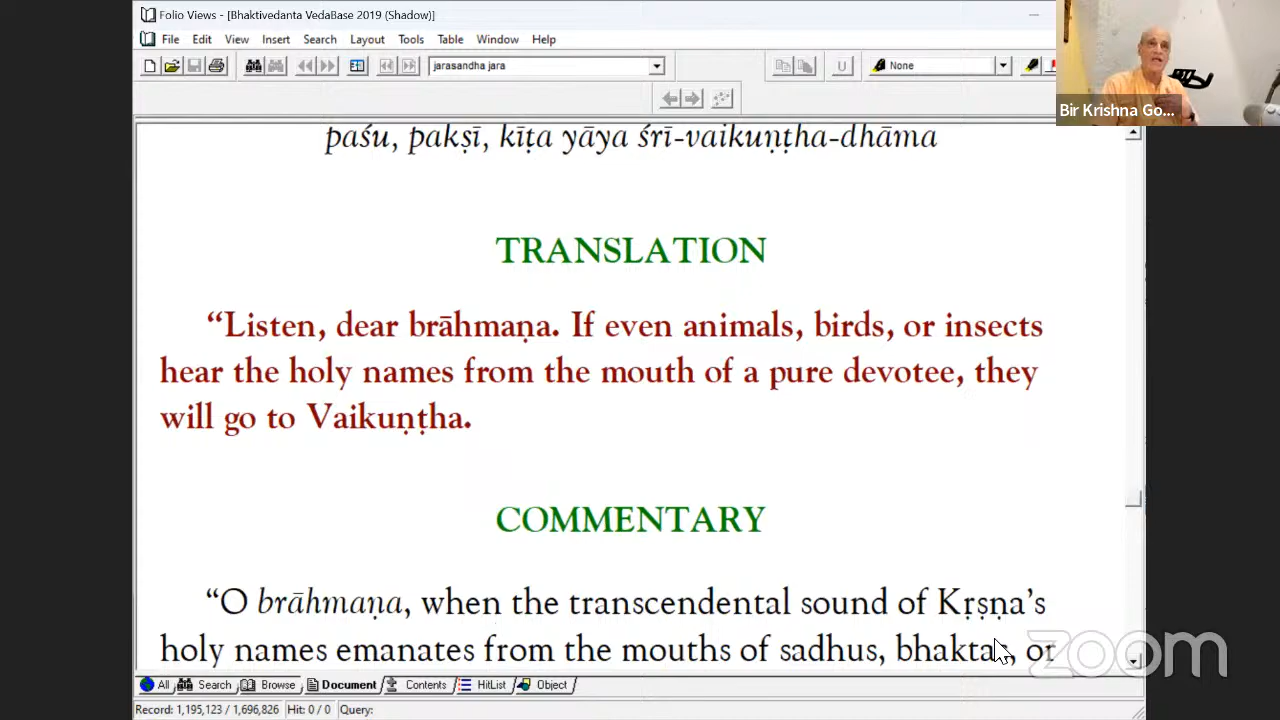 Folio Views - [Bhaktivedanta VedaBase 2019 (Shadow)]
File Edit View Insert Search Layout Tools Table Window Help
jarasandha jara
U
None
Bir Krishna Go...
paśu, pakṣī, kīṭa yāya śrī-vaikuṇṭha-dhāma
TRANSLATION
“Listen, dear brāhmaṇa. If even animals, birds, or insects
hear the holy names from the mouth of a pure devotee, they
will go to Vaikuṇṭha.
COMMENTARY
“O brāhmaṇa, when the transcendental sound of Kṛṣṇa’s
holy names emanates from the mouths of sadhus, bhaktas, or
zoom
All Search Browse Document Contents HitList Object
Record: 1,195,123 / 1,696,826 Hit: 0 / 0 Query: